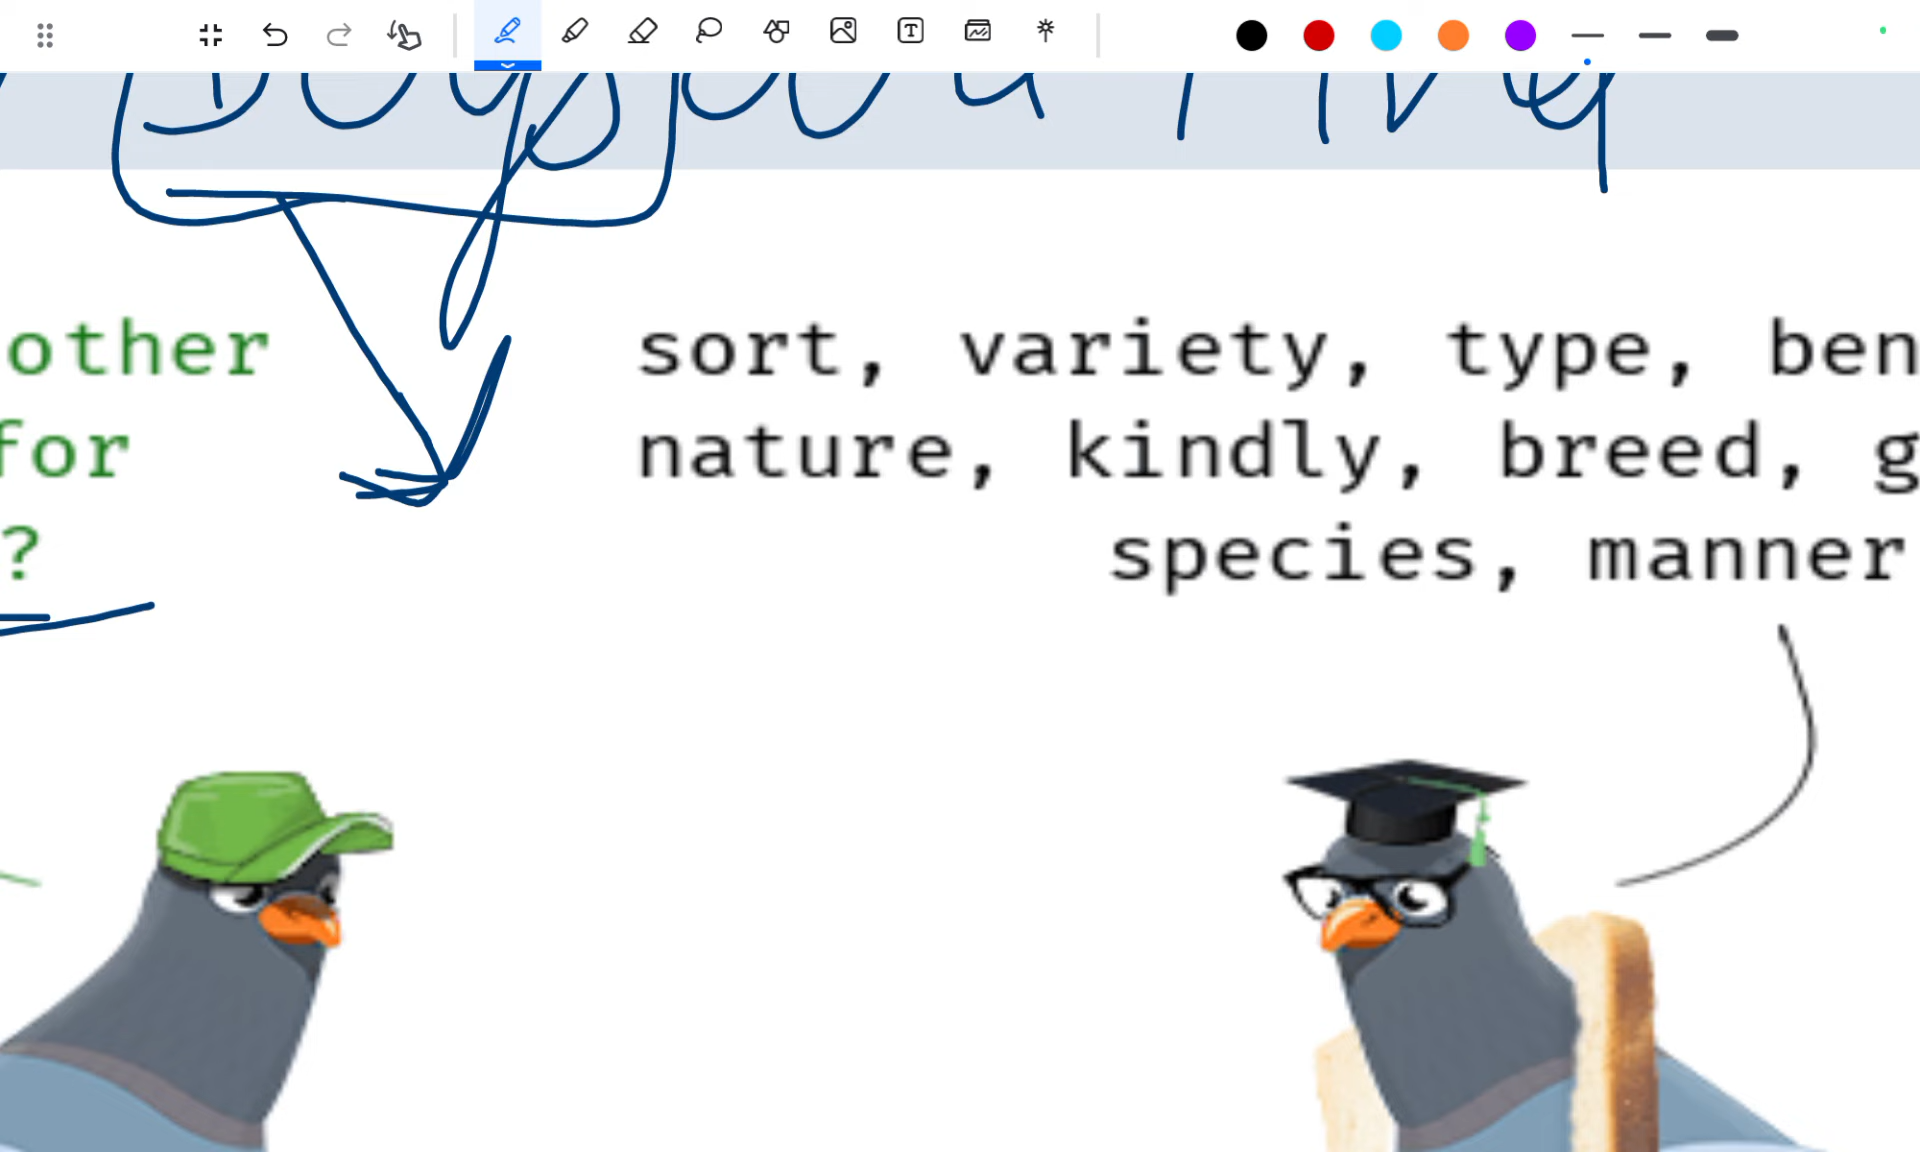 other
for
?
sort, variety, type, ben
nature, kindly, breed, g
species, manner